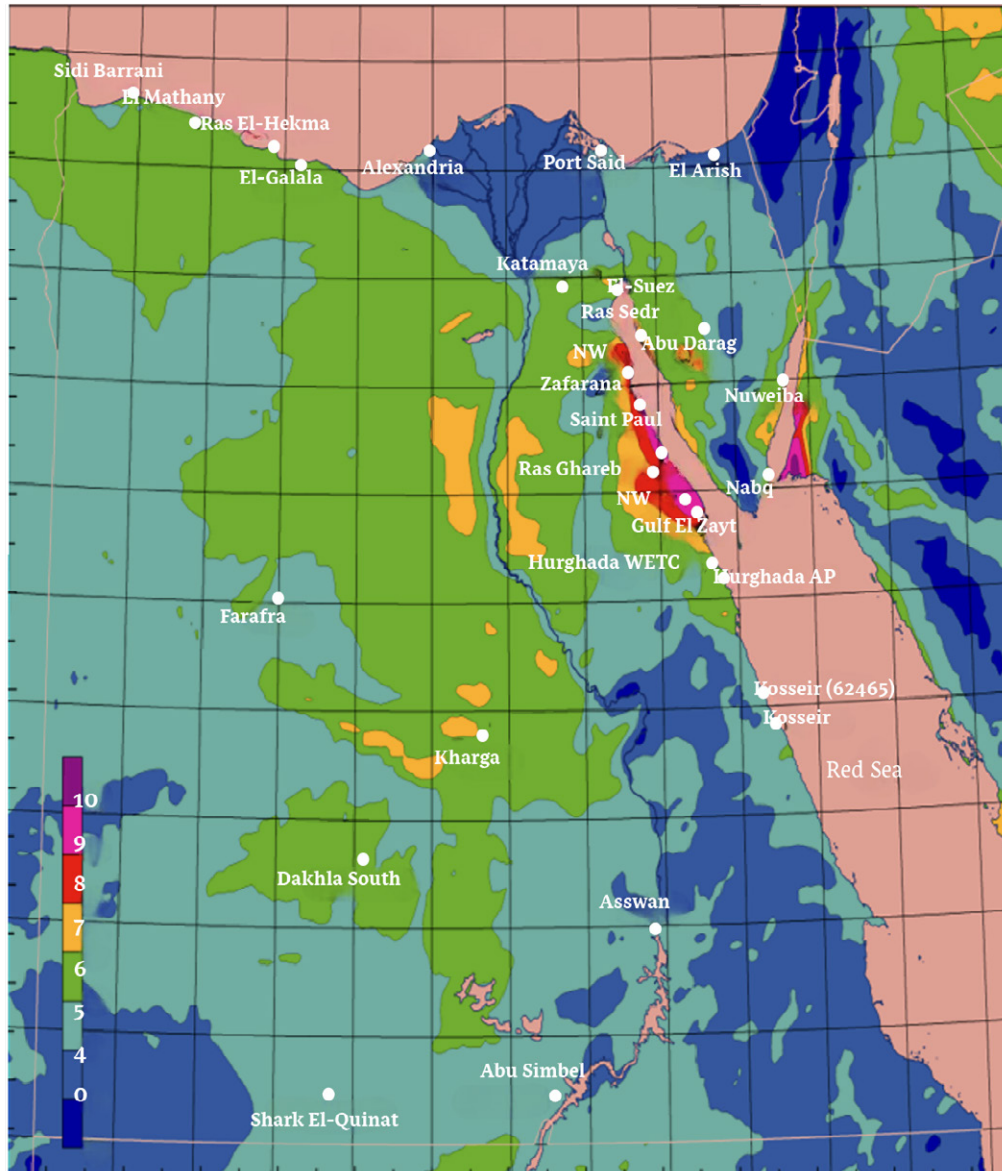 Sidi Barrani
El Mathany
Ras El-Hekma
El-Galala
Alexandria
Port Said
El Arish
Katamaya
El-Suez
Ras Sedr
NW
Abu Darag
Zafarana
Nuweiba
Saint Paul
Ras Ghareb
Nabq
NW
Gulf El Zayt
Hurghada WETC
Hurghada AP
Farafra
Kosseir (62465)
Kosseir
Kharga
Red Sea
10
9
8
7
6
5
4
0
Dakhla South
Asswan
Abu Simbel
Shark El-Quinat